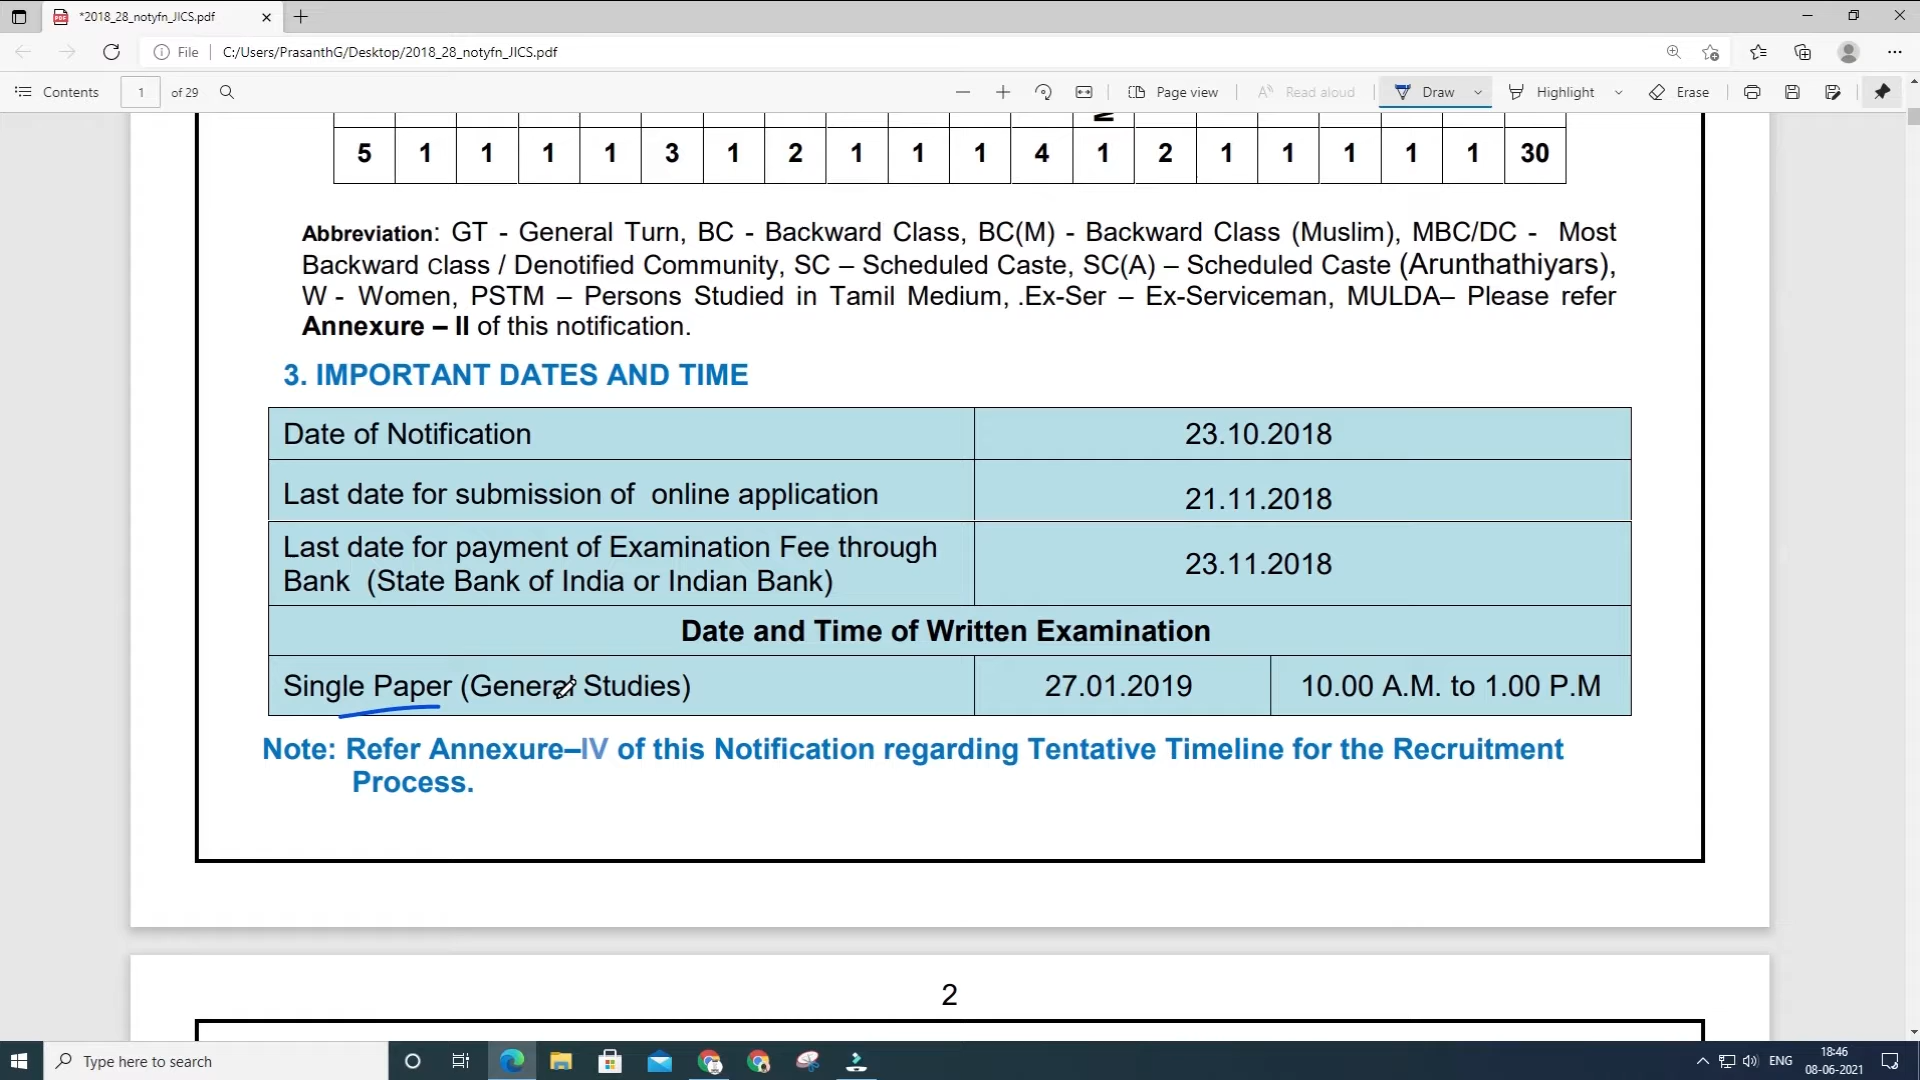 *2018_28_notyfn_JICS.pdf
File C:/Users/PrasanthG/Desktop/2018_28_notyfn_JICS.pdf
Contents 1 of 29 Page view Read aloud Draw Highlight Erase
5 1 1 1 1 3 1 2 1 1 1 4 1 2 1 1 1 1 1 30
Abbreviation: GT - General Turn, BC - Backward Class, BC(M) - Backward Class (Muslim), MBC/DC - Most
Backward Class / Denotified Community, SC – Scheduled Caste, SC(A) – Scheduled Caste (Arunthathiyars),
W - Women, PSTM – Persons Studied in Tamil Medium, .Ex-Ser – Ex-Serviceman, MULDA– Please refer
Annexure – II of this notification.
3. IMPORTANT DATES AND TIME
Date of Notification 23.10.2018
Last date for submission of online application 21.11.2018
Last date for payment of Examination Fee through
Bank (State Bank of India or Indian Bank) 23.11.2018
Date and Time of Written Examination
Single Paper (General Studies) 27.01.2019 10.00 A.M. to 1.00 P.M
Note: Refer Annexure–IV of this Notification regarding Tentative Timeline for the Recruitment
Process.
2
Type here to search
ENG
18:46
08-06-2021